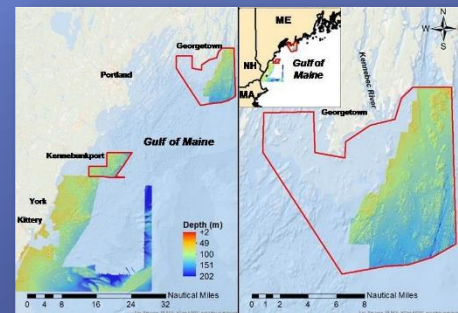 Georgetown
Portland
Gulf of Maine
Kennebunkport
York
Kittery
Depth (m)
+2
49
100
151
202
Nautical Miles
0 4 8 16 24 32
ME
NH
MA
Gulf of
Maine
N
W E
S
Kennebec River
Georgetown
Nautical Miles
0 1 2 4 6 8